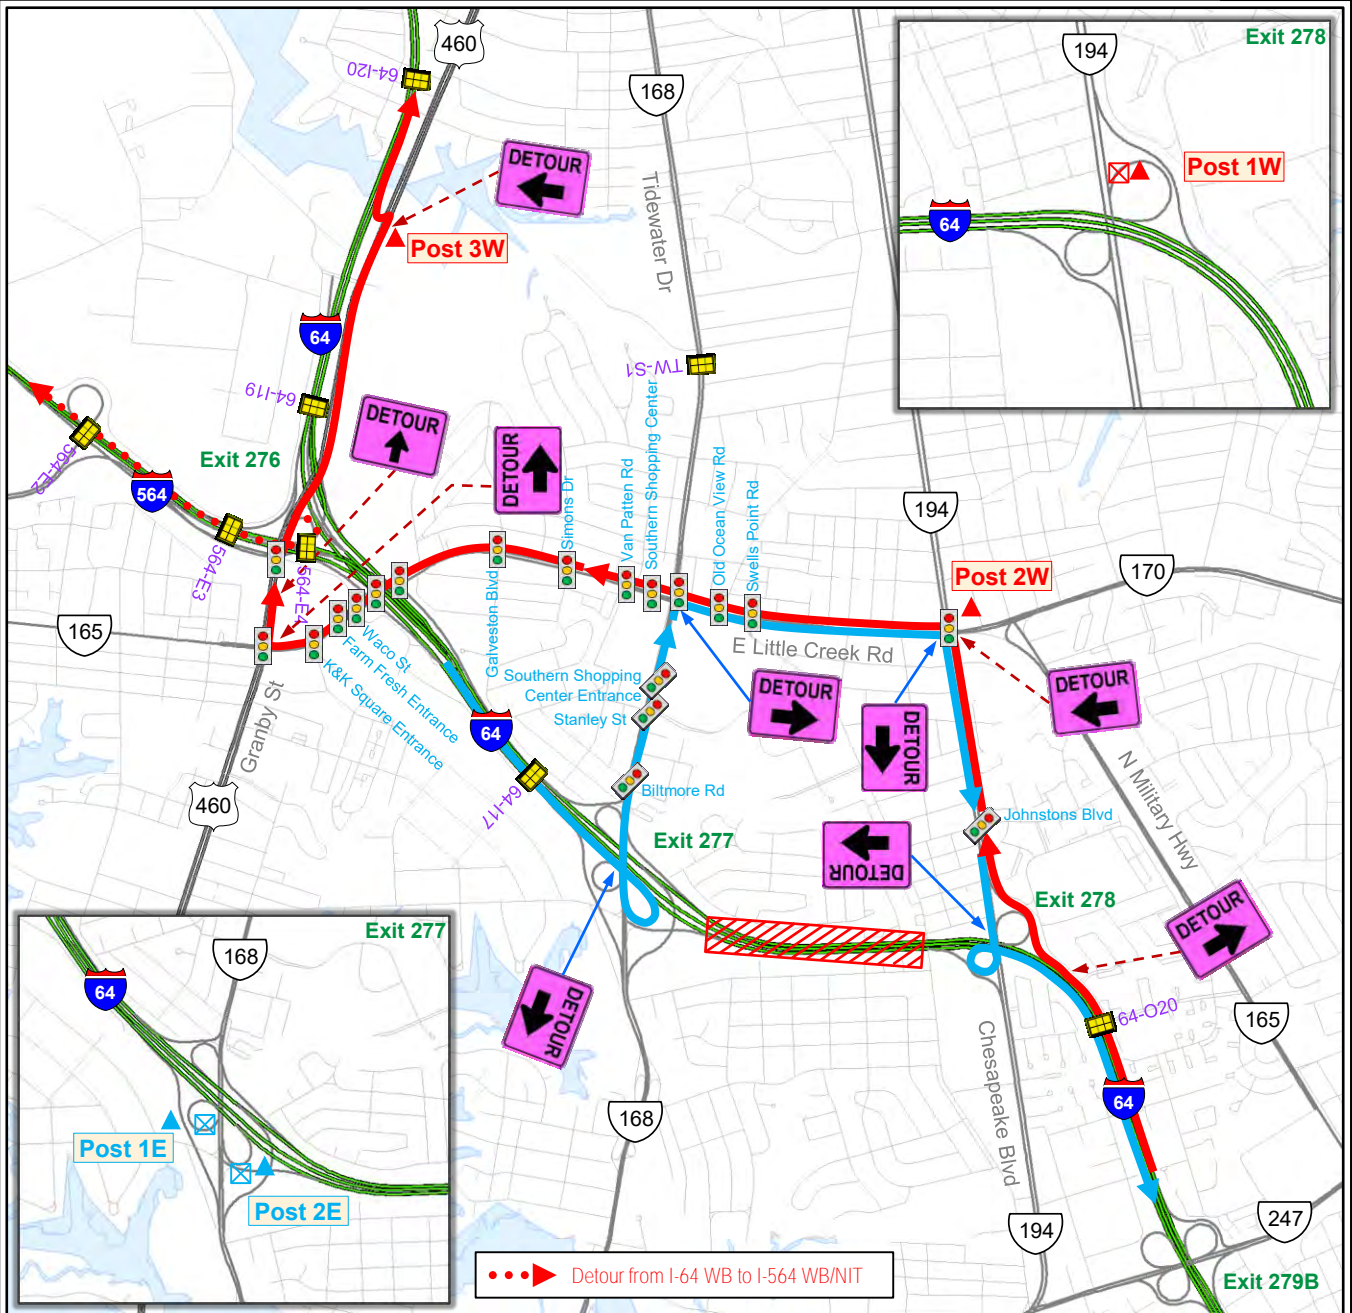 460
168
194
Exit 278
Post 1W
64
64-I20
DETOUR
Post 3W
Tidewater Dr
64
64-I19
TW-S1
Exit 276
DETOUR
DETOUR
564-E2
564
564-E3
564-E4
Simons Dr
Van Patten Rd
Southern Shopping Center
Old Ocean View Rd
Swells Point Rd
194
170
Post 2W
165
Galveston Blvd
E Little Creek Rd
Waco St
Farm Fresh Entrance
K&K Square Entrance
Granby St
Southern Shopping
Center Entrance
Stanley St
Biltmore Rd
DETOUR
DETOUR
DETOUR
64
64-I17
460
Johnstons Blvd
N Military Hwy
Exit 277
DETOUR
Exit 278
DETOUR
Exit 277
168
64
Post 1E
Post 2E
DETOUR
64-O20
165
64
168
Chesapeake Blvd
194
247
Exit 279B
Detour from I-64 WB to I-564 WB/NIT